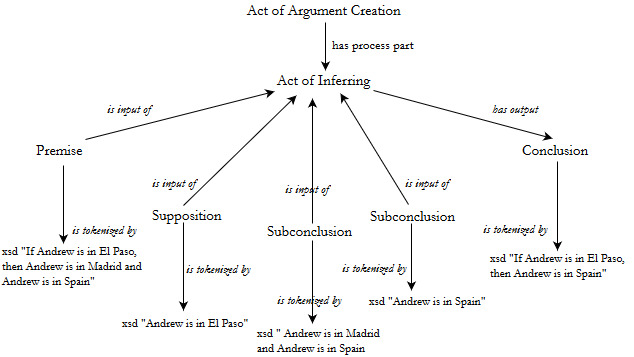 Act of Argument Creation
has process part
Act of Inferring
is input of
has output
Premise
Conclusion
is input of
is input of
is input of
Supposition
Subconclusion
Subconclusion
is tokenized by
is tokenized by
is tokenized by
xsd "If Andrew is in El Paso,
then Andrew is in Madrid and
Andrew is in Spain"
xsd "If Andrew is in El Paso,
then Andrew is in Spain"
is tokenized by
is tokenized by
xsd "Andrew is in El Paso"
xsd "Andrew is in Spain"
xsd " Andrew is in Madrid
and Andrew is in Spain